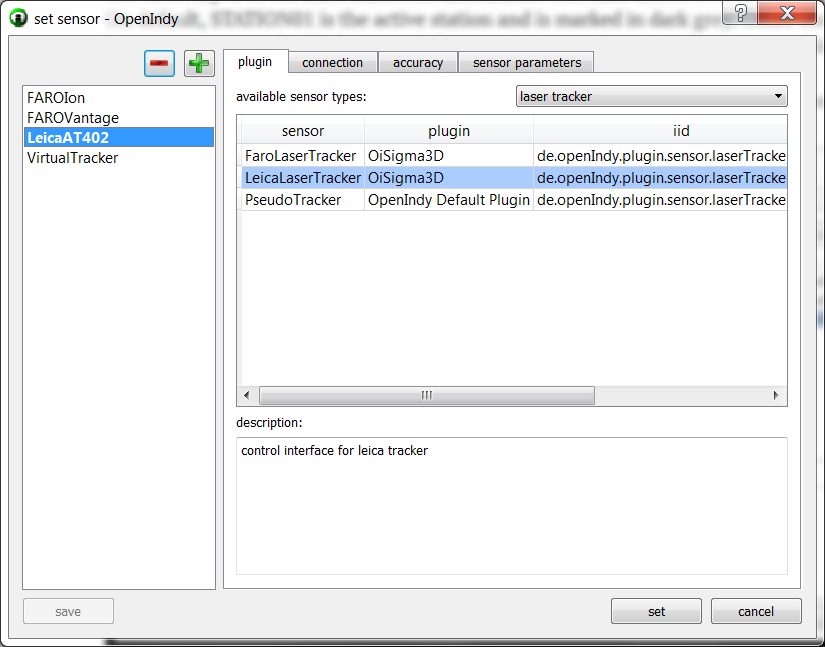 set sensor - OpenIndy
, STATION01 is the active station and is marked in dark
plugin
connection
accuracy
sensor parameters
FAROIon
FAROVantage
LeicaAT402
VirtualTracker
available sensor types:
laser tracker
sensor plugin iid
FaroLaserTracker OiSigma3D de.openIndy.plugin.sensor.laserTracke
LeicaLaserTracker OiSigma3D de.openIndy.plugin.sensor.laserTracke
PseudoTracker OpenIndy Default Plugin de.openIndy.plugin.sensor.laserTracke
description:
control interface for leica tracker
save
set
cancel